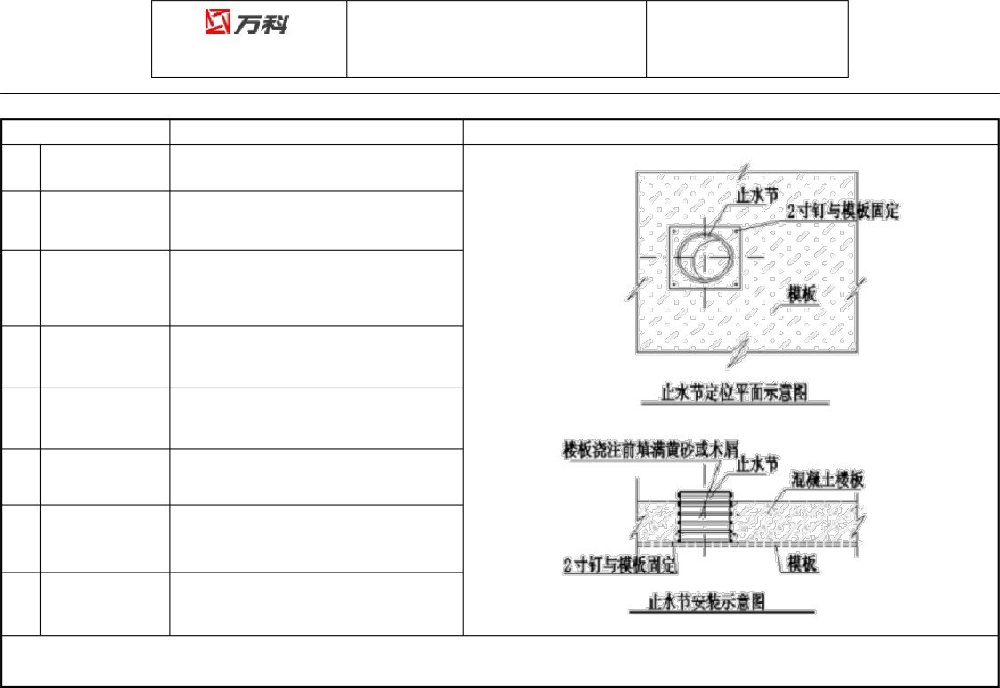 万科
止水节
2寸钉与模板固定
模板
止水节定位平面示意图
楼板浇注前填满黄砂或木屑
止水节
混凝土楼板
2寸钉与模板固定
模板
止水节安装示意图